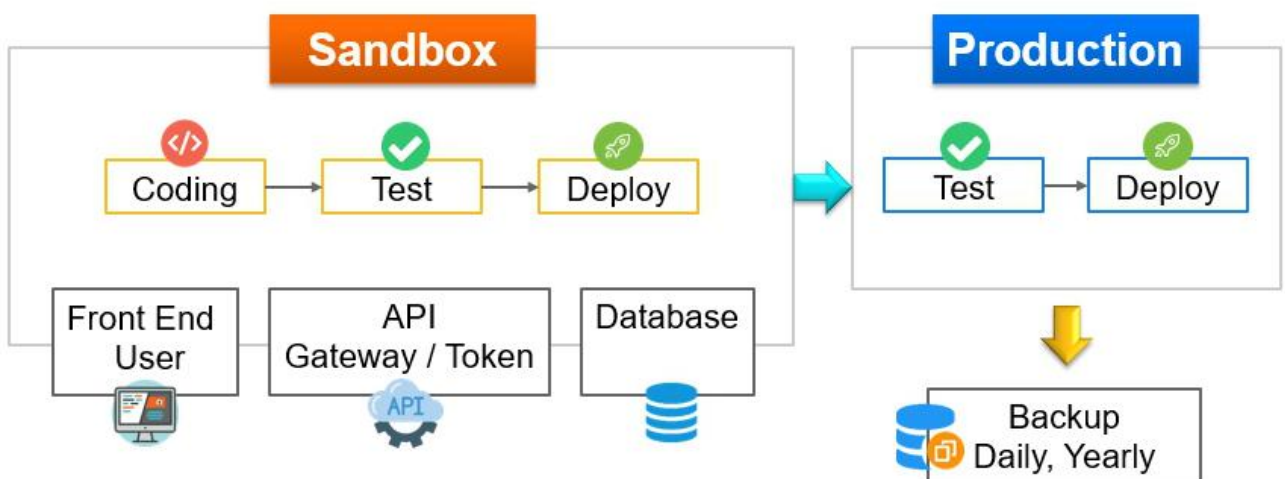 Sandbox
Production
Coding
Test
Deploy
Test
Deploy
Front End
User
API
Gateway / Token
Database
API
Backup
Daily, Yearly